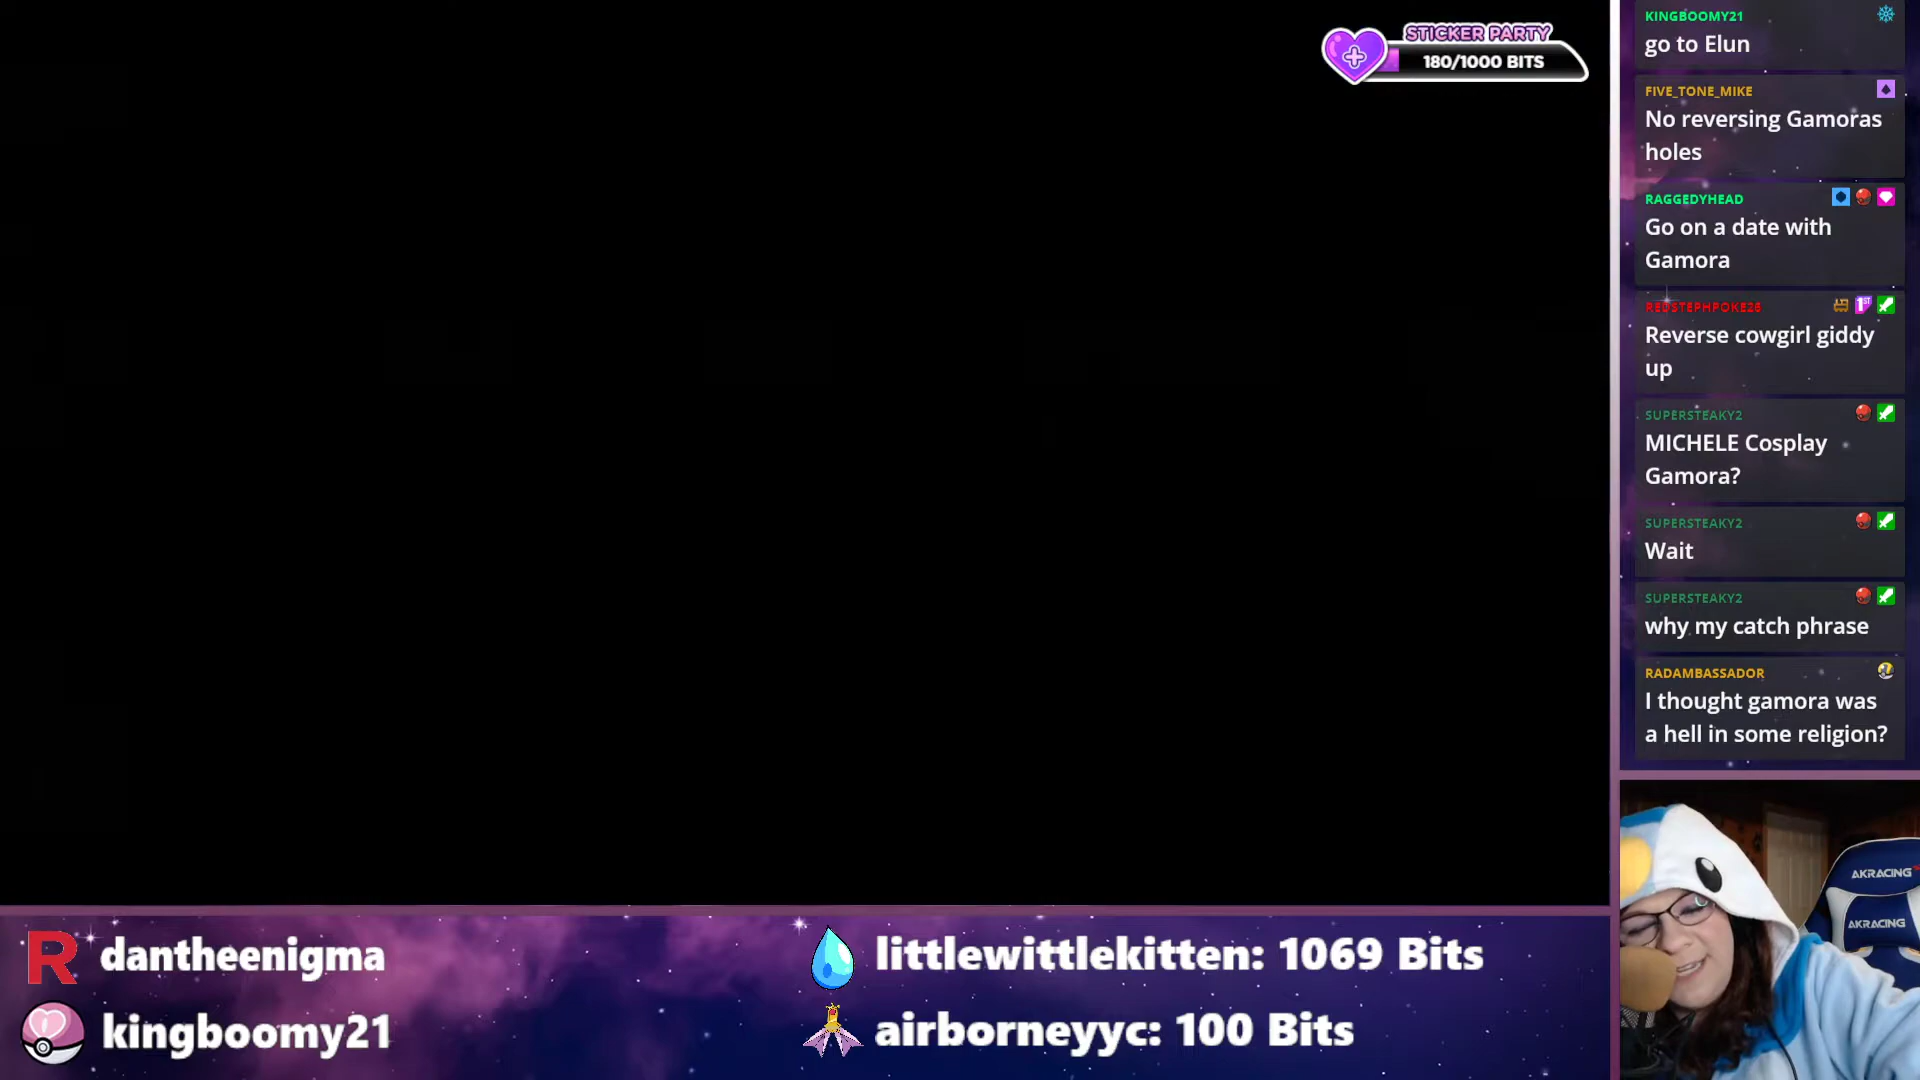 STICKER PARTY
180/1000 BITS
KINGBOOMY21
go to Elun
FIVE_TONE_MIKE
No reversing Gamoras
holes
RAGGEDYHEAD
Go on a date with
Gamora
REDSTEPHPOKE26
1ST
Reverse cowgirl giddy
up
SUPERSTEAKY2
MICHELE Cosplay
Gamora?
SUPERSTEAKY2
Wait
SUPERSTEAKY2
why my catch phrase
RADAMBASSADOR
I thought gamora was
a hell in some religion?
AKRACING
AKRACING
R dantheenigma
littlewittlekitten: 1069 Bits
kingboomy21
airborneyyc: 100 Bits